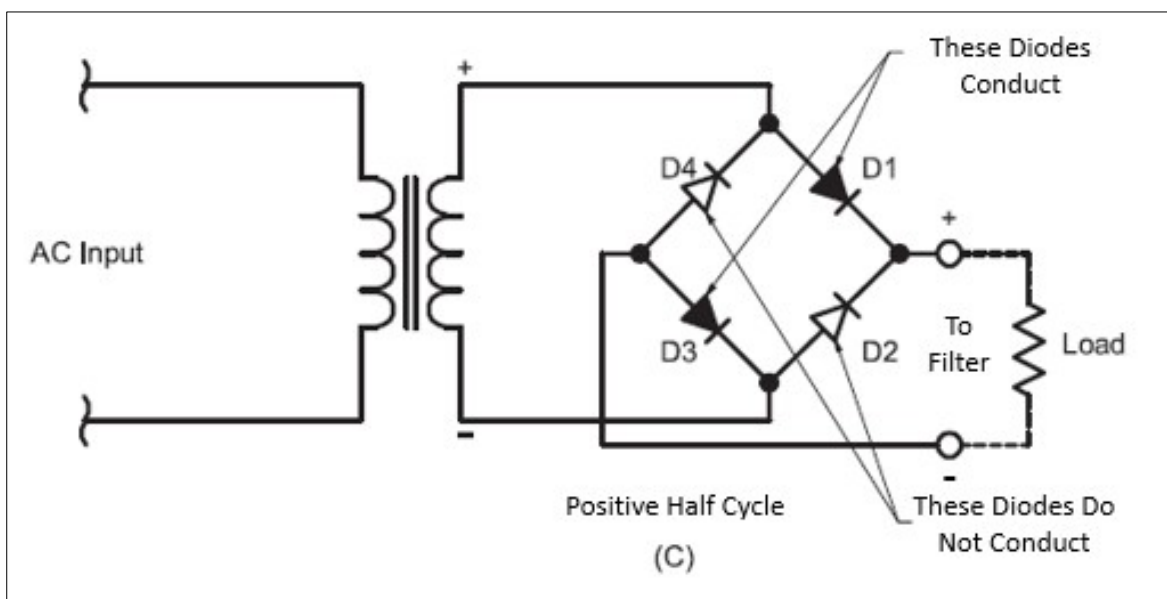 These Diodes
Conduct
+
D4
D1
+
AC Input
To
Filter
Load
D3
D2
-
-
Positive Half Cycle
These Diodes Do
Not Conduct
(C)